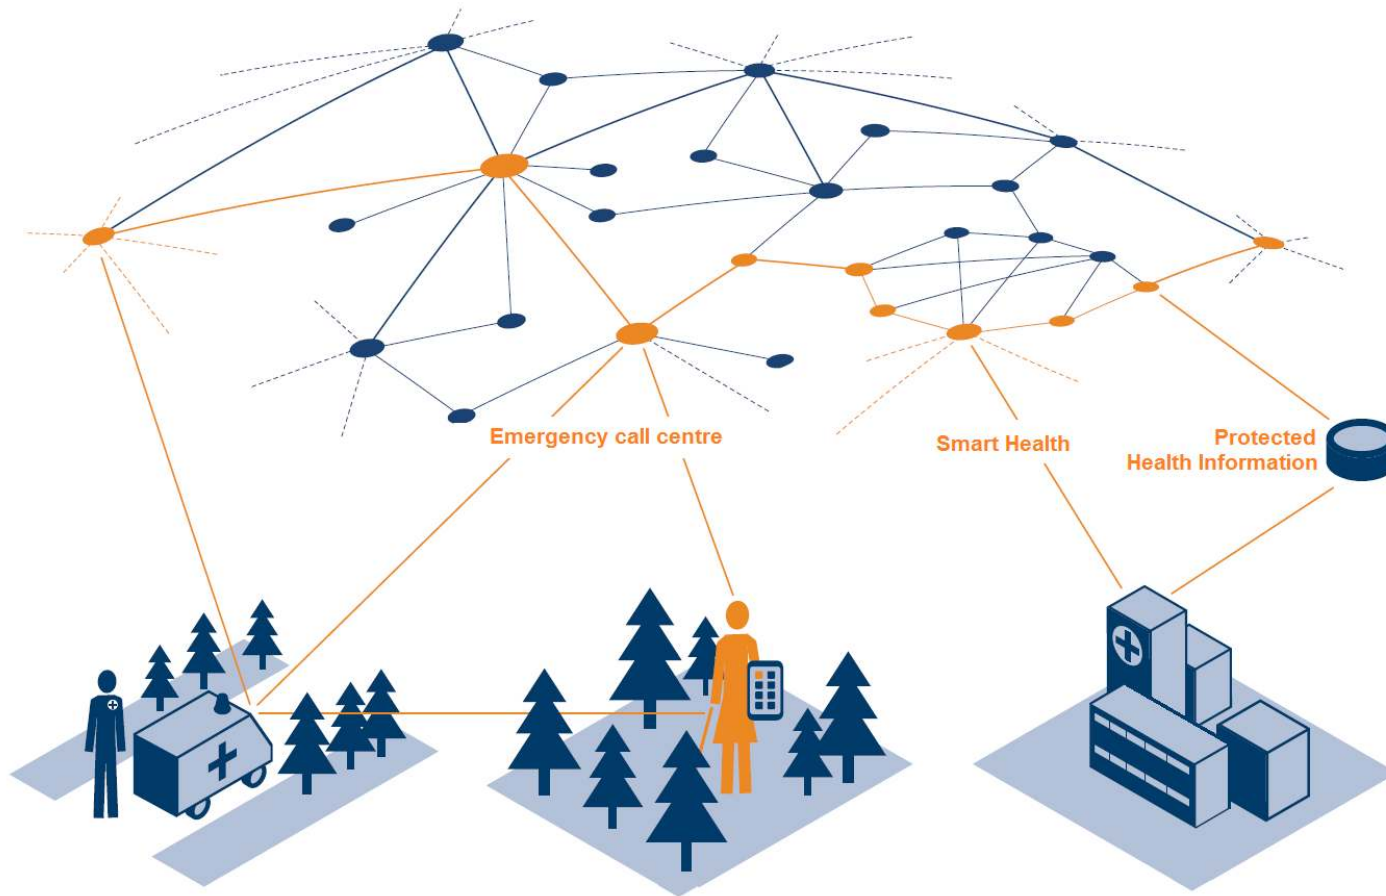 Emergency call centre
Smart Health
Protected
Health Information